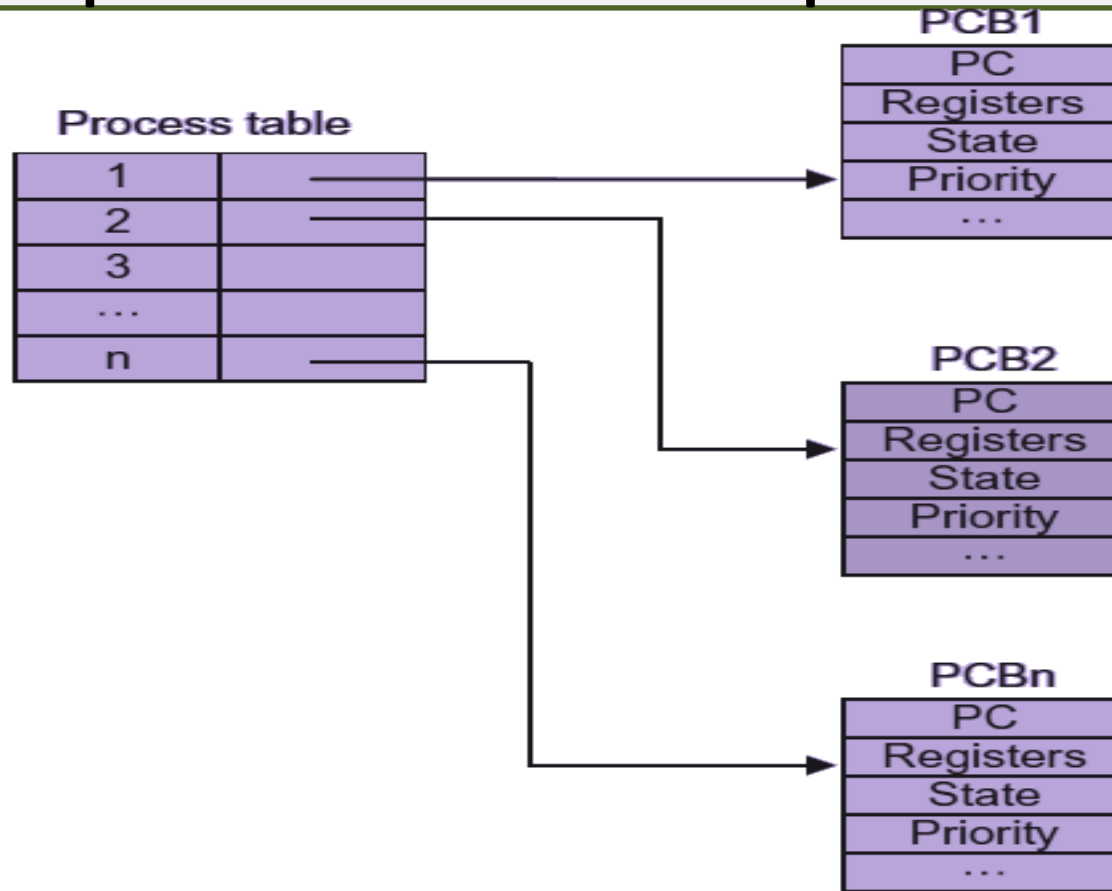 Process table
1
2
3
...
n
PCB1
PC
Registers
State
Priority
...
PCB2
PC
Registers
State
Priority
...
PCBn
PC
Registers
State
Priority
...